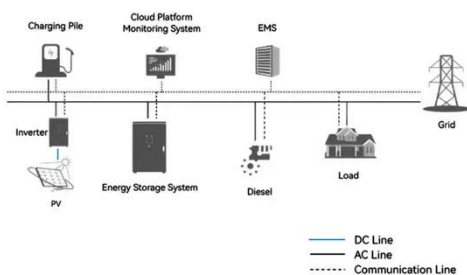 Charging Pile
Cloud Platform
Monitoring System
EMS
Grid
Inverter
PV
Energy Storage System
Diesel
Load
DC Line
AC Line
Communication Line